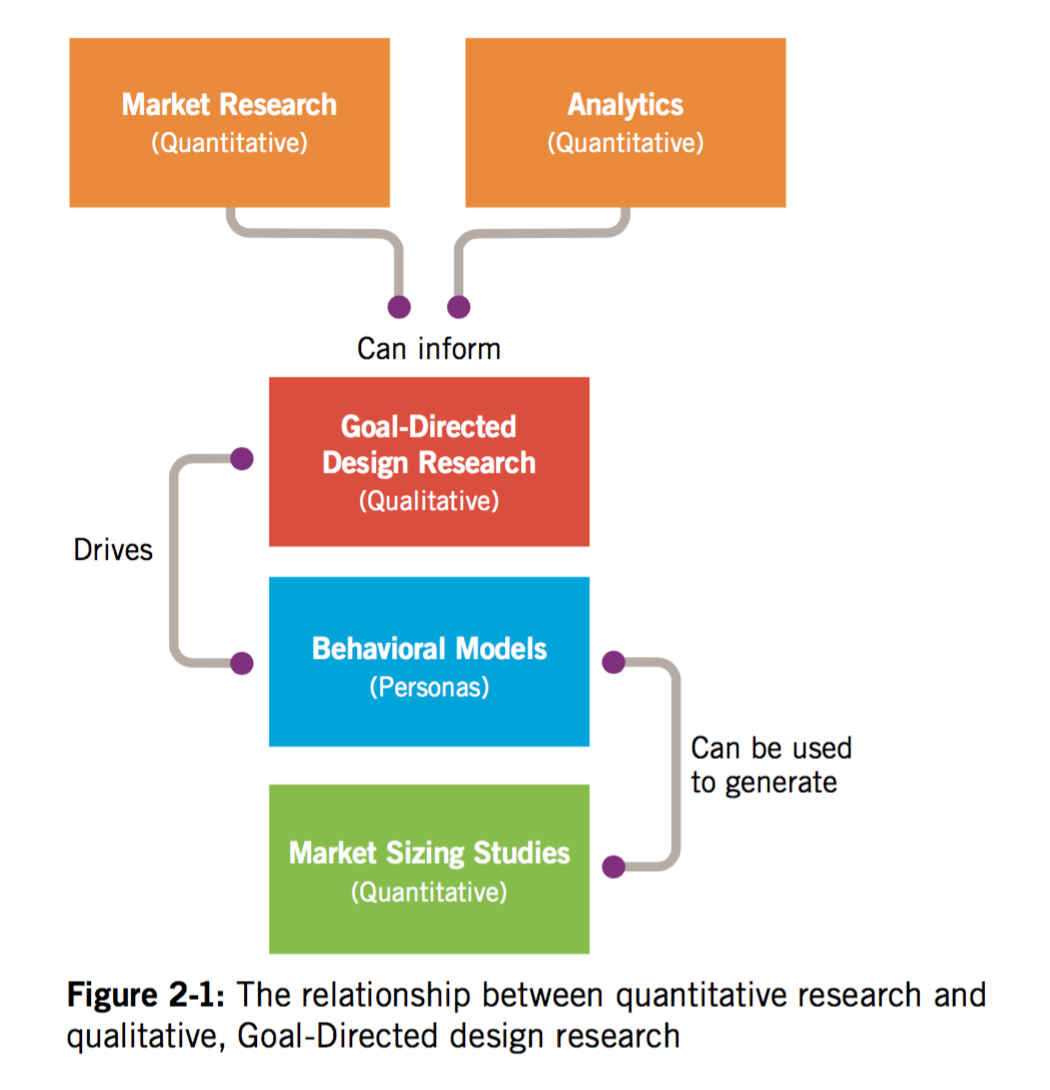 Market Research
(Quantitative)
Analytics
(Quantitative)
Can inform
Goal-Directed
Design Research
(Qualitative)
Drives
Behavioral Models
(Personas)
Can be used
to generate
Market Sizing Studies
(Quantitative)
Figure 2-1: The relationship between quantitative research and
qualitative, Goal-Directed design research